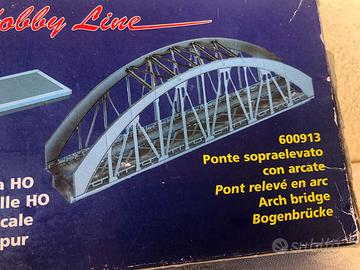 Hobby Line
600913
Ponte sopraelevato
con arcate
Pont relevé en arc
Arch bridge
Bogenbrücke
a HO
lle HO
cale
pur
subito